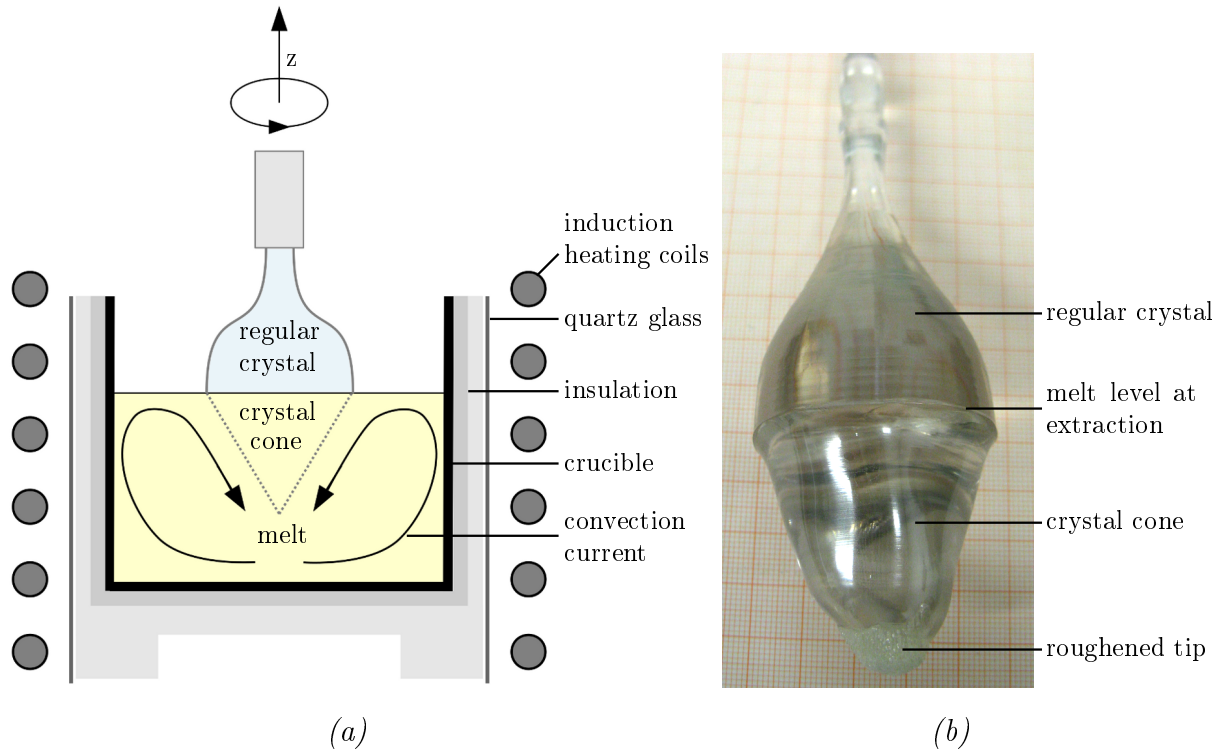 z
induction
heating coils
quartz glass
insulation
crucible
convection
current
regular
crystal
crystal
cone
melt
(a)
regular crystal
melt level at
extraction
crystal cone
roughened tip
(b)